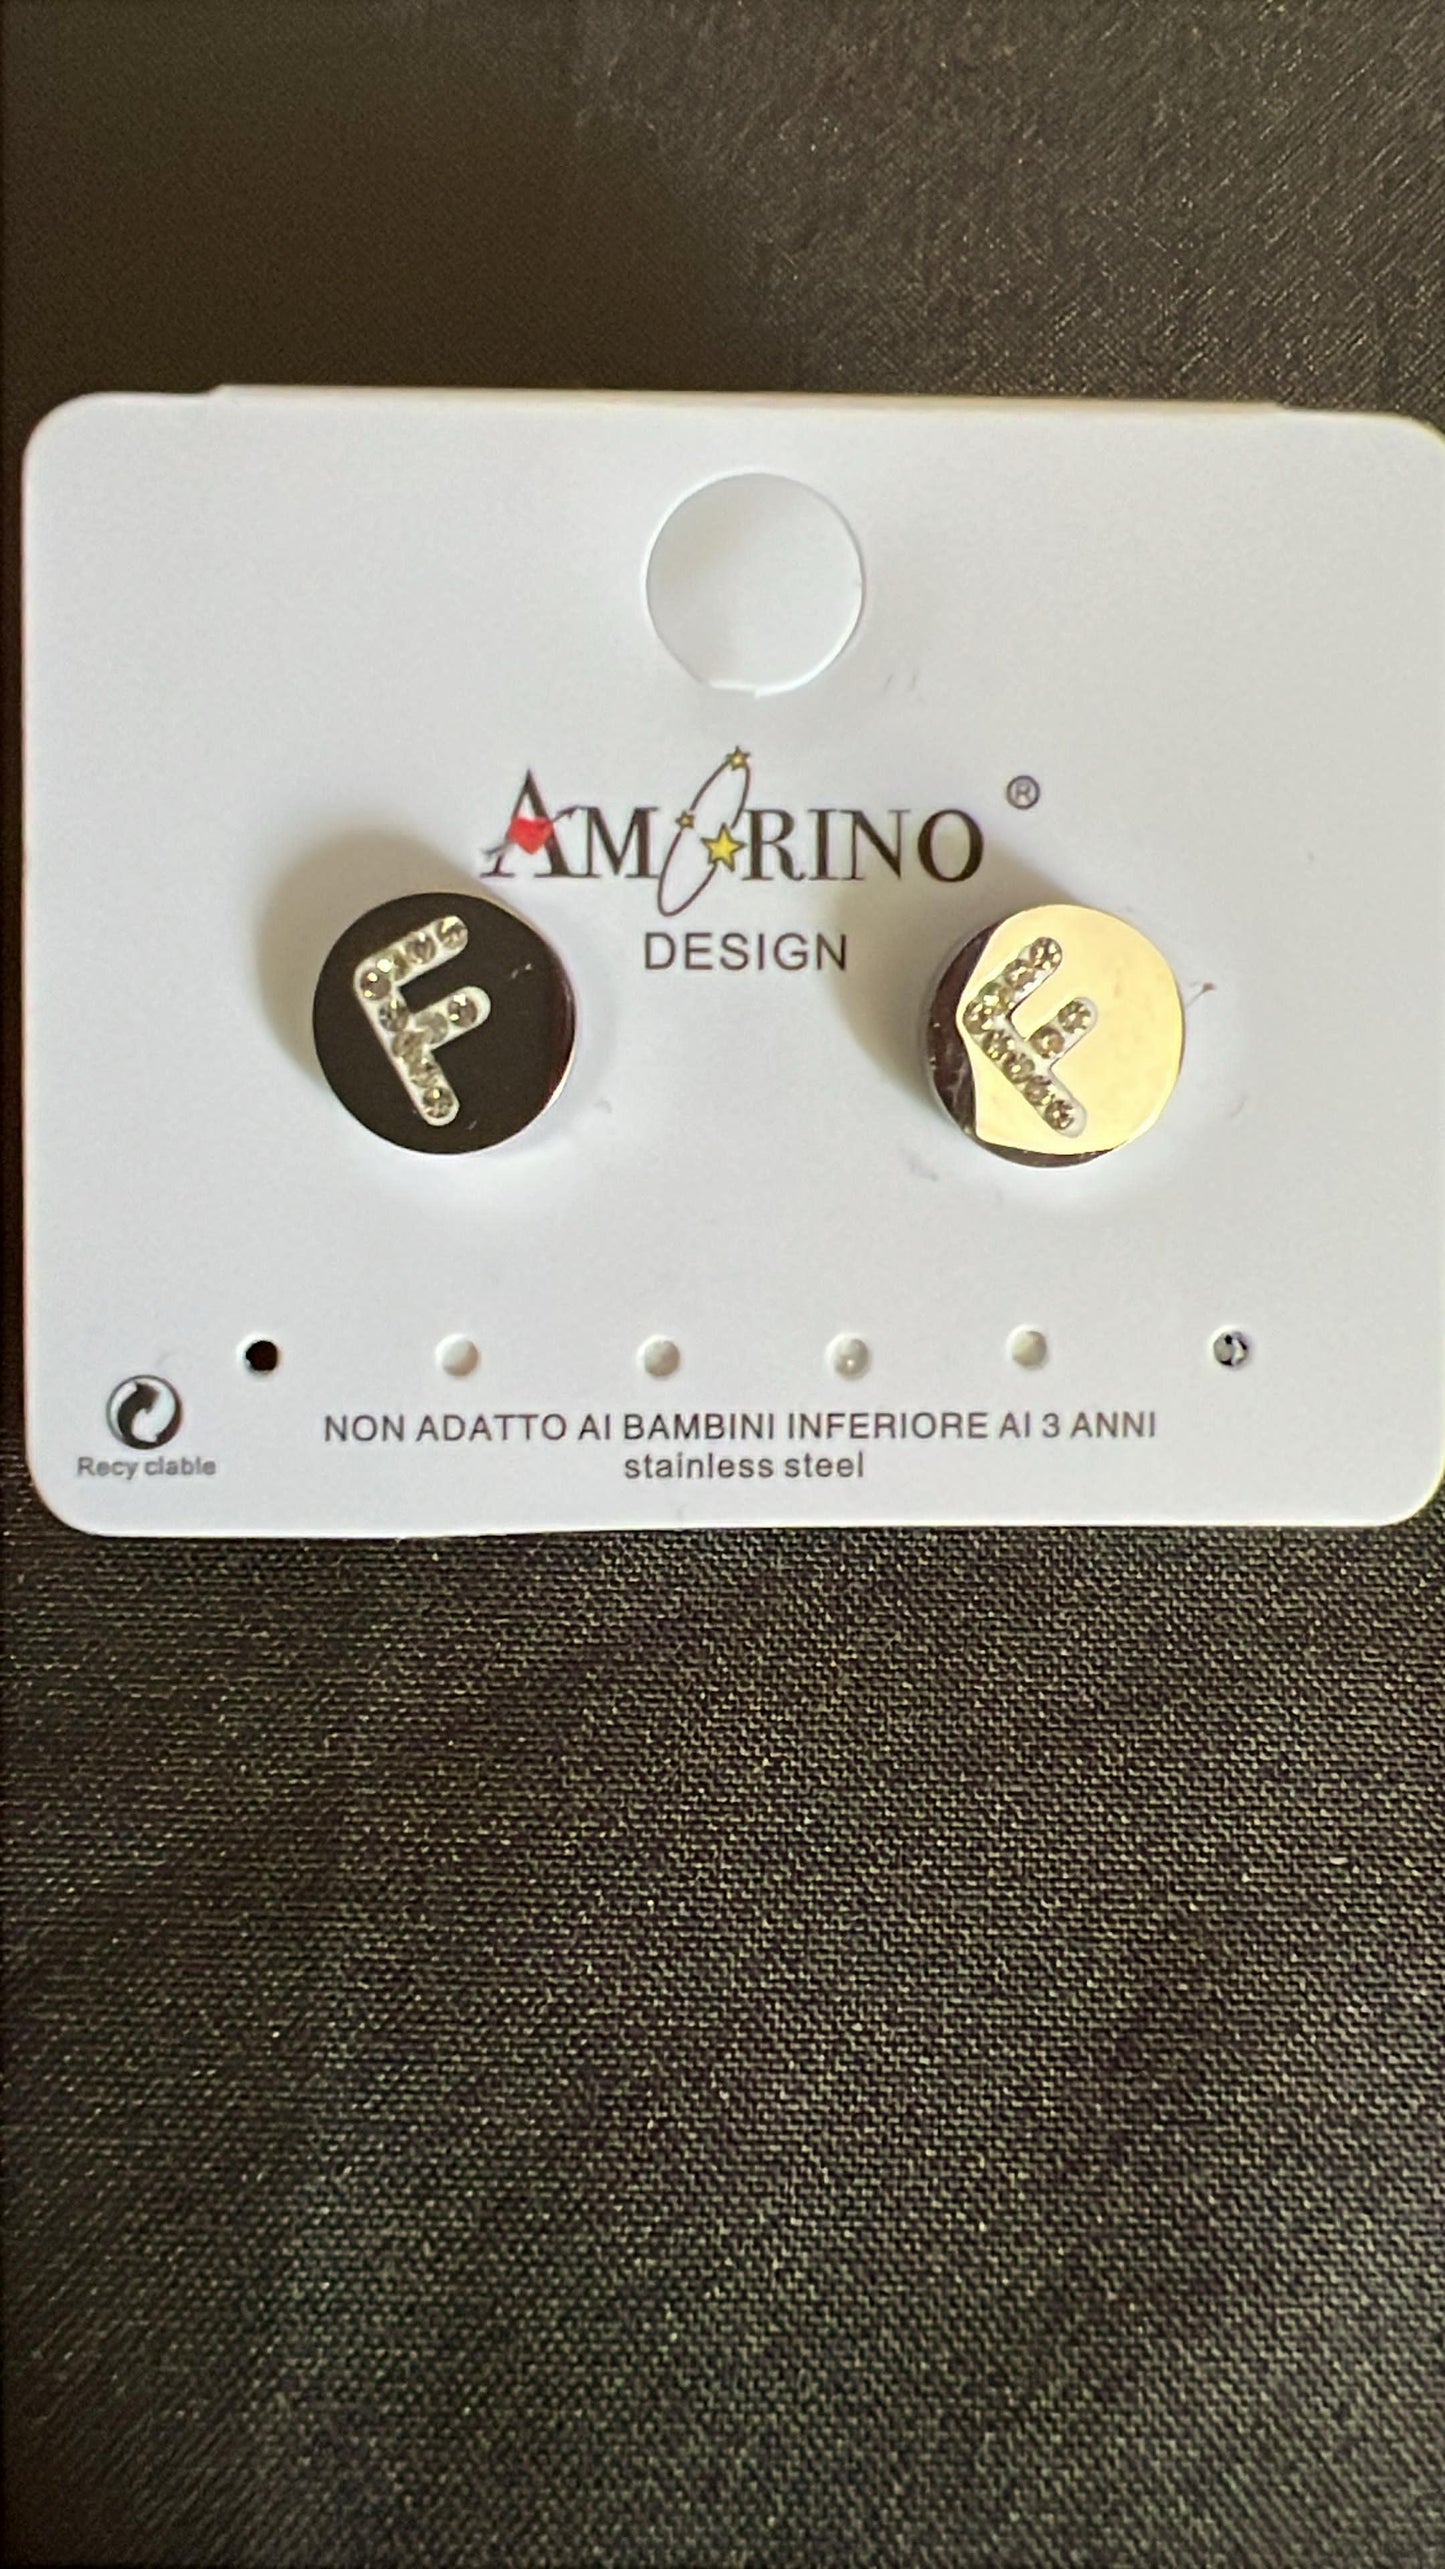 AMORINO ®
DESIGN
F F
NON ADATTO AI BAMBINI INFERIORE AI 3 ANNI
stainless steel
Recy clable